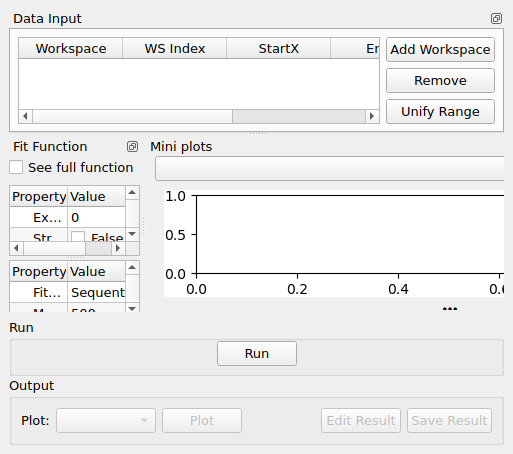 Data Input
Workspace WS Index StartX En
Add Workspace
Remove
Unify Range
Fit Function
See full function
Property Value
Ex... 0
Str False
Property Value
Fit... Sequent
M 500
Mini plots
1.0
0.5
0.0
0.0 0.2 0.4 0.6
...
Run
Run
Output
Plot: Plot Edit Result Save Result